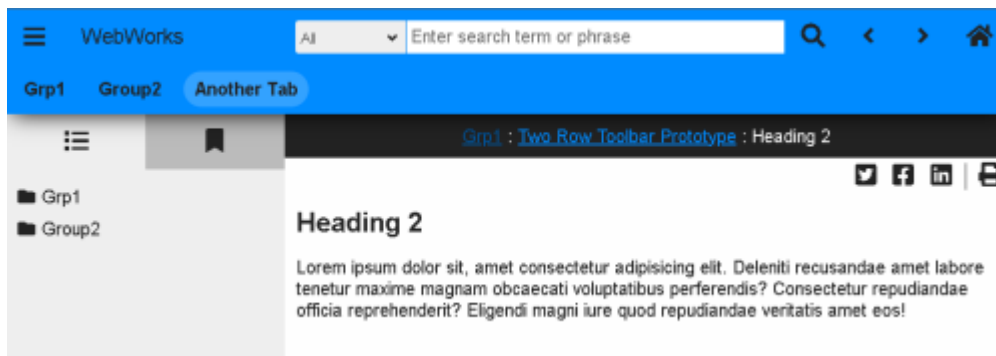 WebWorks
All
Enter search term or phrase
Grp1 Group2 Another Tab
Grp1 : Two Row Toolbar Prototype : Heading 2
Grp1
Group2
Heading 2
Lorem ipsum dolor sit, amet consectetur adipisicing elit. Deleniti recusandae amet labore
tenetur maxime magnam obcaecati voluptatibus perferendis? Consectetur repudiandae
officia reprehenderit? Eligendi magni iure quod repudiandae veritatis amet eos!